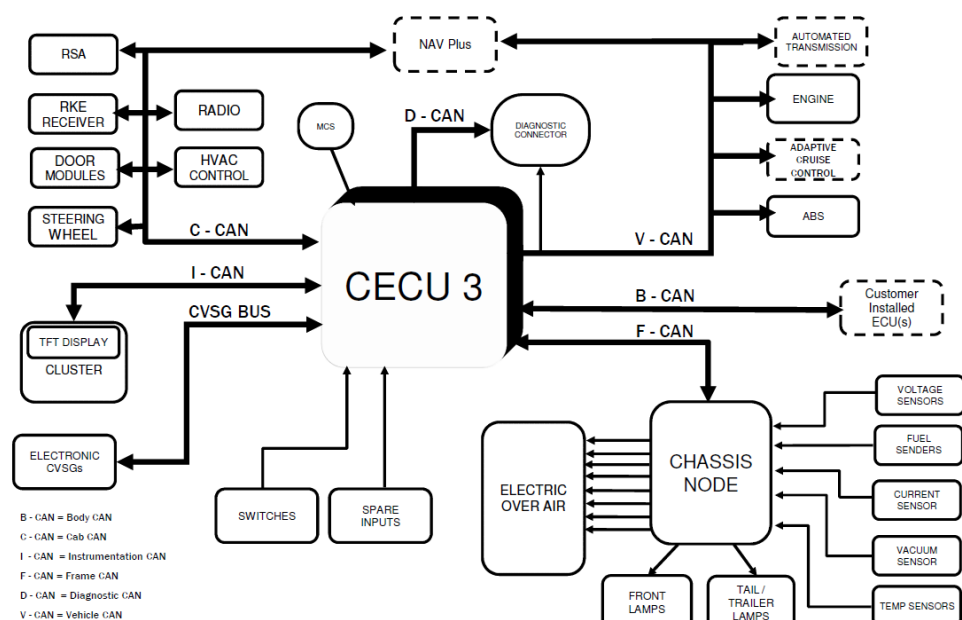 RSA
NAV Plus
AUTOMATED
TRANSMISSION
RKE
RECEIVER
RADIO
MCS
D - CAN
DIAGNOSTIC
CONNECTOR
ENGINE
DOOR
MODULES
HVAC
CONTROL
ADAPTIVE
CRUISE
CONTROL
STEERING
WHEEL
C - CAN
V - CAN
ABS
I - CAN
CECU 3
B - CAN
Customer
Installed
ECU(s)
CVSG BUS
F - CAN
TFT DISPLAY
CLUSTER
ELECTRONIC
CVSGs
SWITCHES
SPARE
INPUTS
ELECTRIC
OVER AIR
CHASSIS
NODE
VOLTAGE
SENSORS
FUEL
SENDERS
CURRENT
SENSOR
VACUUM
SENSOR
TEMP SENSORS
FRONT
LAMPS
TAIL /
TRAILER
LAMPS
B - CAN = Body CAN
C - CAN = Cab CAN
I - CAN = Instrumentation CAN
F - CAN = Frame CAN
D - CAN = Diagnostic CAN
V - CAN = Vehicle CAN